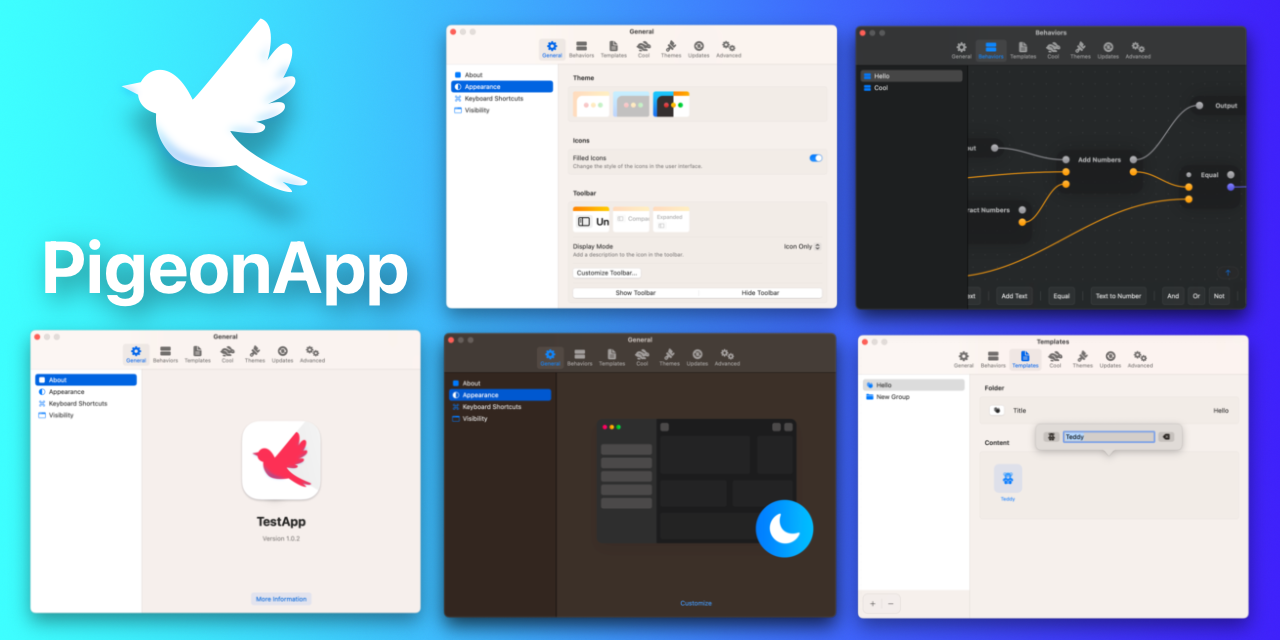 PigeonApp
General
General Behaviors Templates Cool Themes Updates Advanced
About
Appearance
Keyboard Shortcuts
Visibility
Theme
Icons
Filled Icons
Change the style of the icons in the user interface.
Toolbar
Un Compac Expanded
Display Mode Icon Only
Add a description to the icon in the toolbar.
Customize Toolbar...
Show Toolbar Hide Toolbar
Behaviors
General Behaviors Templates Cool Themes Updates Advanced
Hello
Cool
Output
ut
Add Numbers
Equal
ract Numbers
ext Add Text Equal Text to Number And Or Not
General
General Behaviors Templates Cool Themes Updates Advanced
About
Appearance
Keyboard Shortcuts
Visibility
TestApp
Version 1.0.2
More Information
General
General Behaviors Templates Cool Themes Updates Advanced
About
Appearance
Keyboard Shortcuts
Visibility
Customize
Templates
General Behaviors Templates Cool Themes Updates Advanced
Hello
New Group
Folder
Title Hello
Teddy
Content
Teddy
+ −